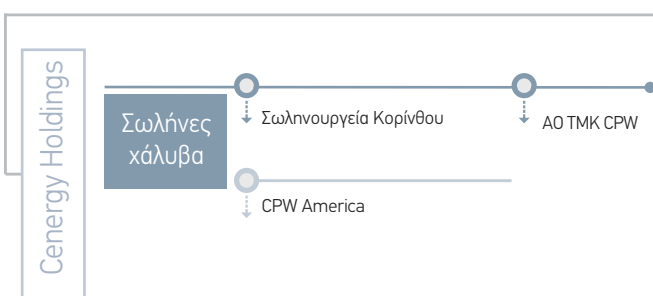 Cenergy Holdings
Σωλήνες
χάλυβα
Σωληνουργεία Κορίνθου
AO TMK CPW
CPW America